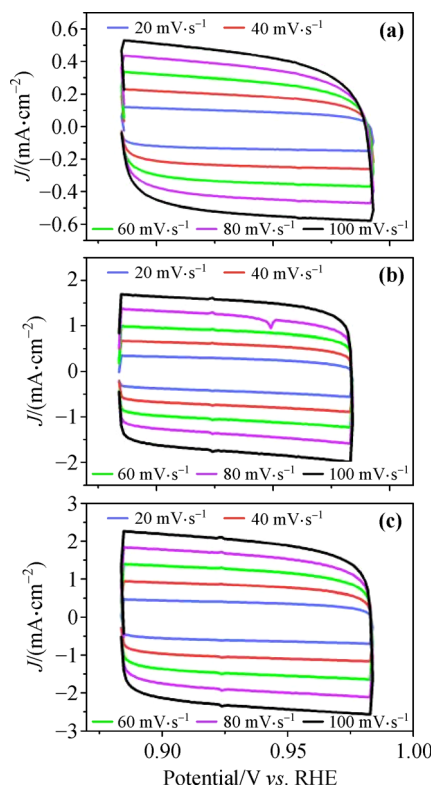 20 mV·s⁻¹ 40 mV·s⁻¹ (a)
0.6
0.4
0.2
0.0
−0.2
−0.4
−0.6
J/(mA·cm⁻²)
60 mV·s⁻¹ 80 mV·s⁻¹ 100 mV·s⁻¹
20 mV·s⁻¹ 40 mV·s⁻¹ (b)
2
1
0
−1
−2
J/(mA·cm⁻²)
60 mV·s⁻¹ 80 mV·s⁻¹ 100 mV·s⁻¹
20 mV·s⁻¹ 40 mV·s⁻¹ (c)
3
2
1
0
−1
−2
−3
J/(mA·cm⁻²)
60 mV·s⁻¹ 80 mV·s⁻¹ 100 mV·s⁻¹
0.90 0.95 1.00
Potential/V vs. RHE